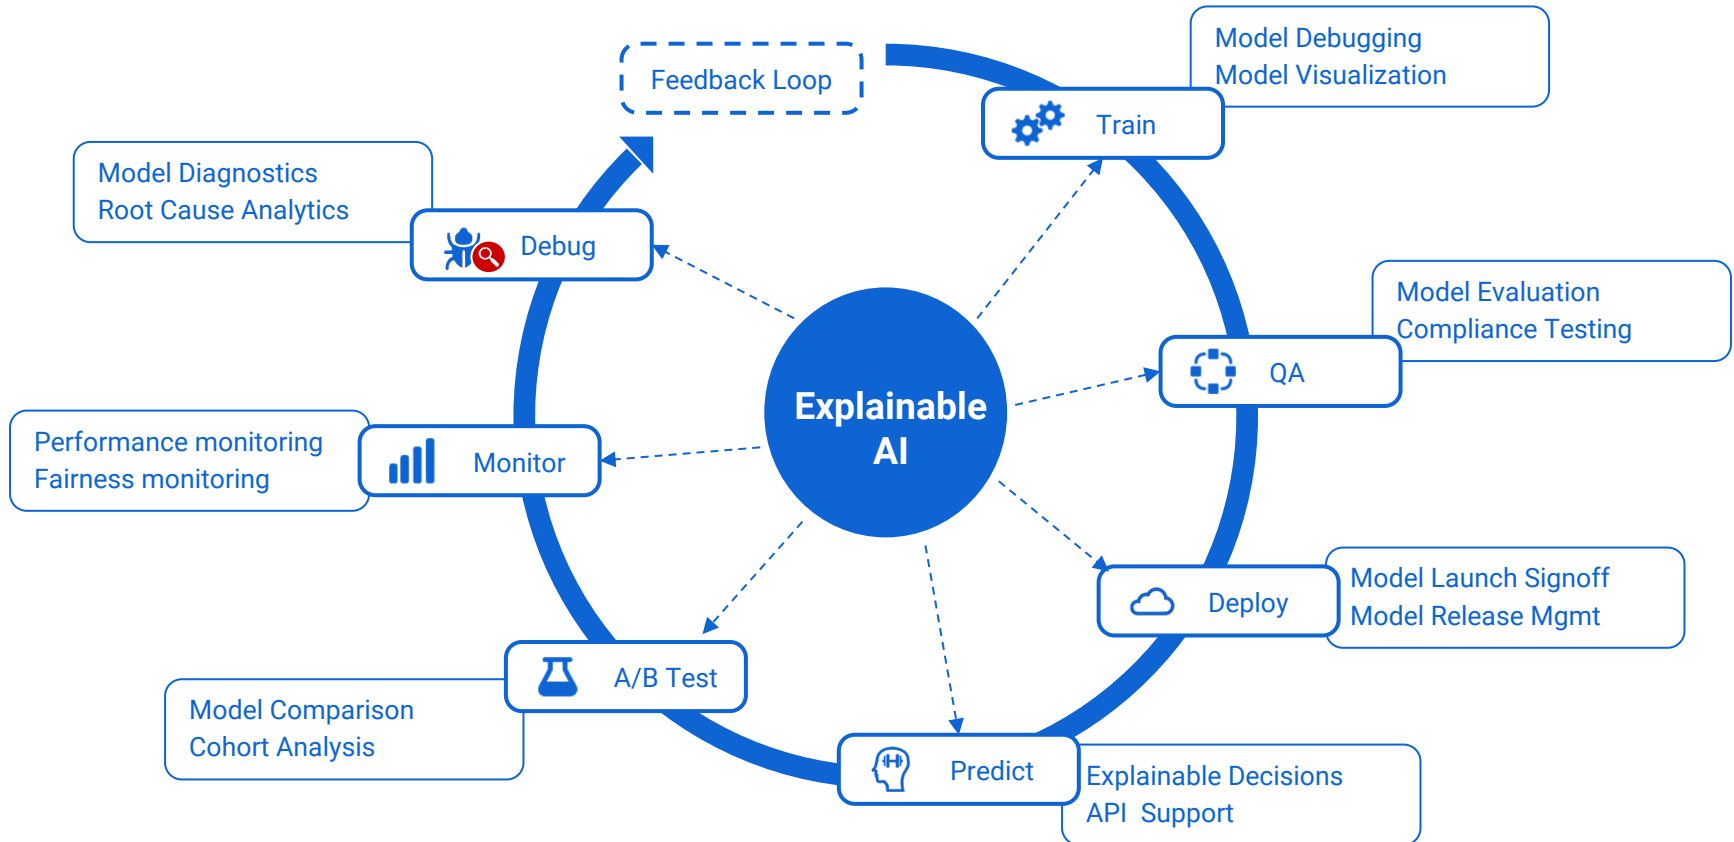 Feedback Loop
Model Debugging
Model Visualization
Train
Model Diagnostics
Root Cause Analytics
Debug
Model Evaluation
Compliance Testing
QA
Explainable
AI
Performance monitoring
Fairness monitoring
Monitor
Model Launch Signoff
Model Release Mgmt
Deploy
A/B Test
Model Comparison
Cohort Analysis
Predict
Explainable Decisions
API Support